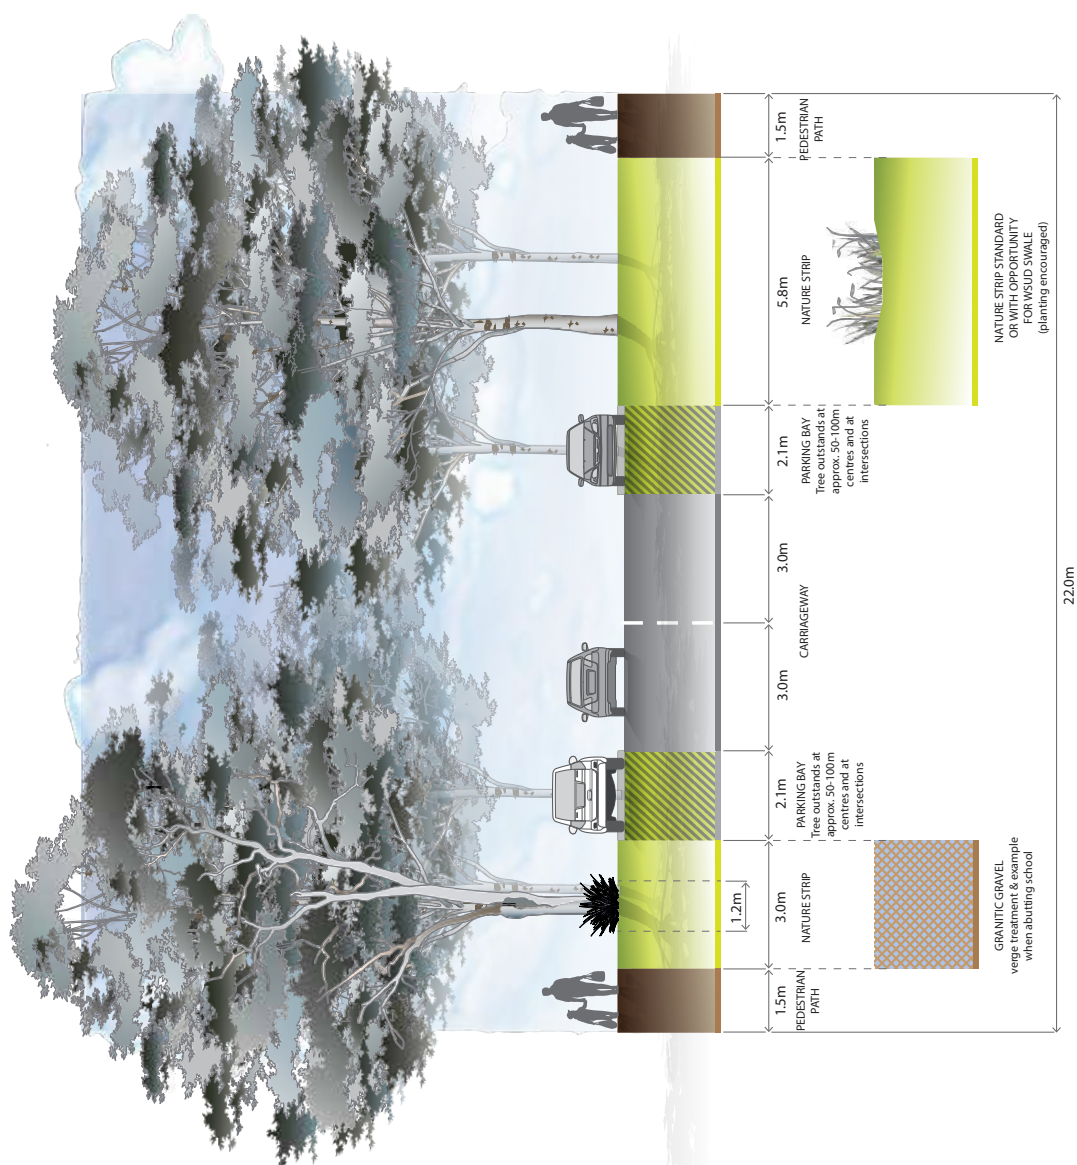 1.5m
PEDESTRIAN
PATH
3.0m
NATURE STRIP
1.2m
2.1m
PARKING BAY
Tree outstands at
approx. 50-100m
centres and at
intersections
3.0m
CARRIAGEWAY
3.0m
2.1m
PARKING BAY
Tree outstands at
approx. 50-100m
centres and at
intersections
5.8m
NATURE STRIP
1.5m
PEDESTRIAN
PATH
GRANITIC GRAVEL
verge treatment & example
when abutting school
NATURE STRIP STANDARD
OR WITH OPPORTUNITY
FOR WSUD SWALE
(planting encouraged)
22.0m